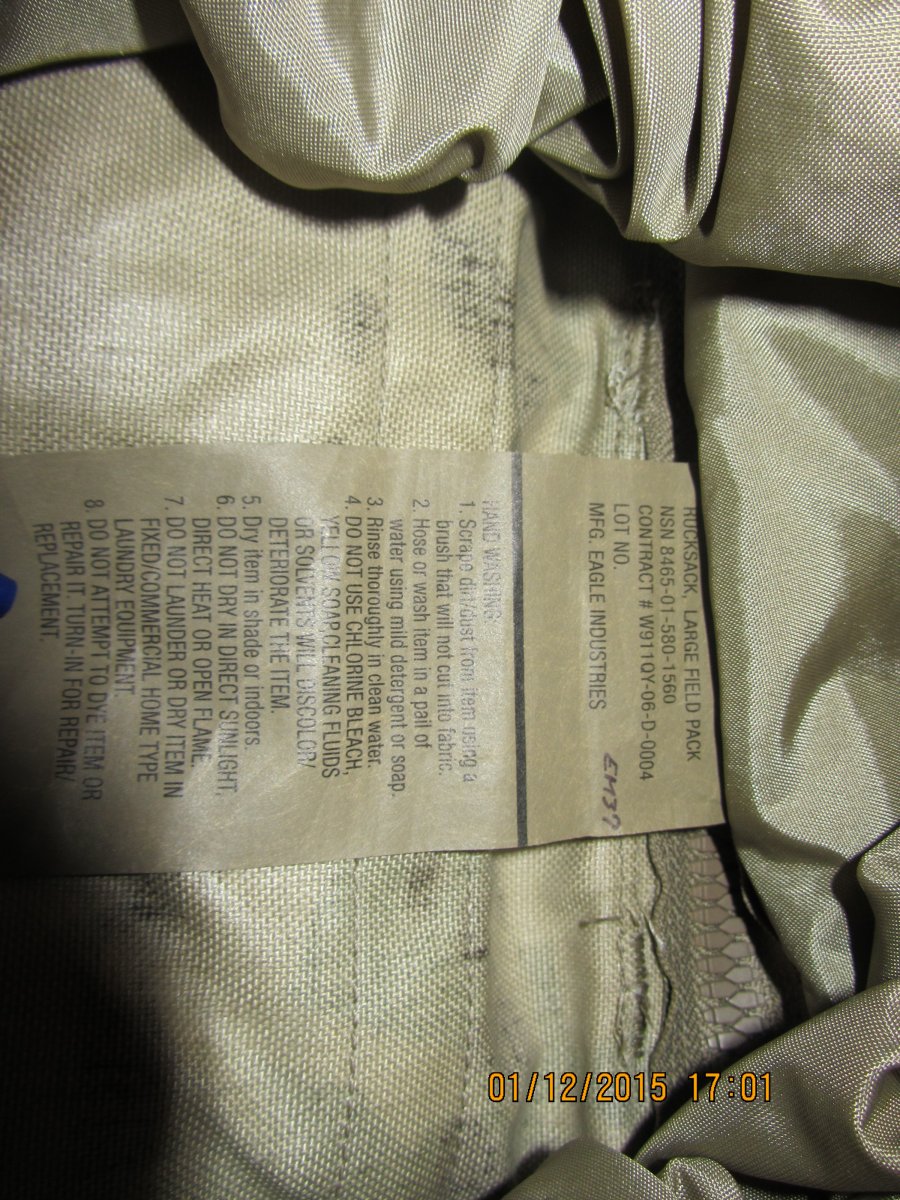 RUCKSACK, LARGE FIELD PACK
NSN 8465-01-580-1560
CONTRACT # W911QY-06-D-0004
LOT NO.
MFG. EAGLE INDUSTRIES
EM37
HAND WASHING:
1. Scrape dirt/dust from item using a
brush that will not cut into fabric.
2. Hose or wash item in a pail of
water using mild detergent or soap.
3. Rinse thoroughly in clean water.
4. DO NOT USE CHLORINE BLEACH,
YELLOW SOAP, CLEANING FLUIDS
OR SOLVENTS WILL DISCOLOR/
DETERIORATE THE ITEM.
5. Dry item in shade or indoors.
6. DO NOT DRY IN DIRECT SUNLIGHT,
DIRECT HEAT OR OPEN FLAME.
7. DO NOT LAUNDER OR DRY ITEM IN
FIXED/COMMERCIAL HOME TYPE
LAUNDRY EQUIPMENT.
8. DO NOT ATTEMPT TO DYE ITEM OR
REPAIR IT. TURN-IN FOR REPAIR/
REPLACEMENT.
01/12/2015 17:01